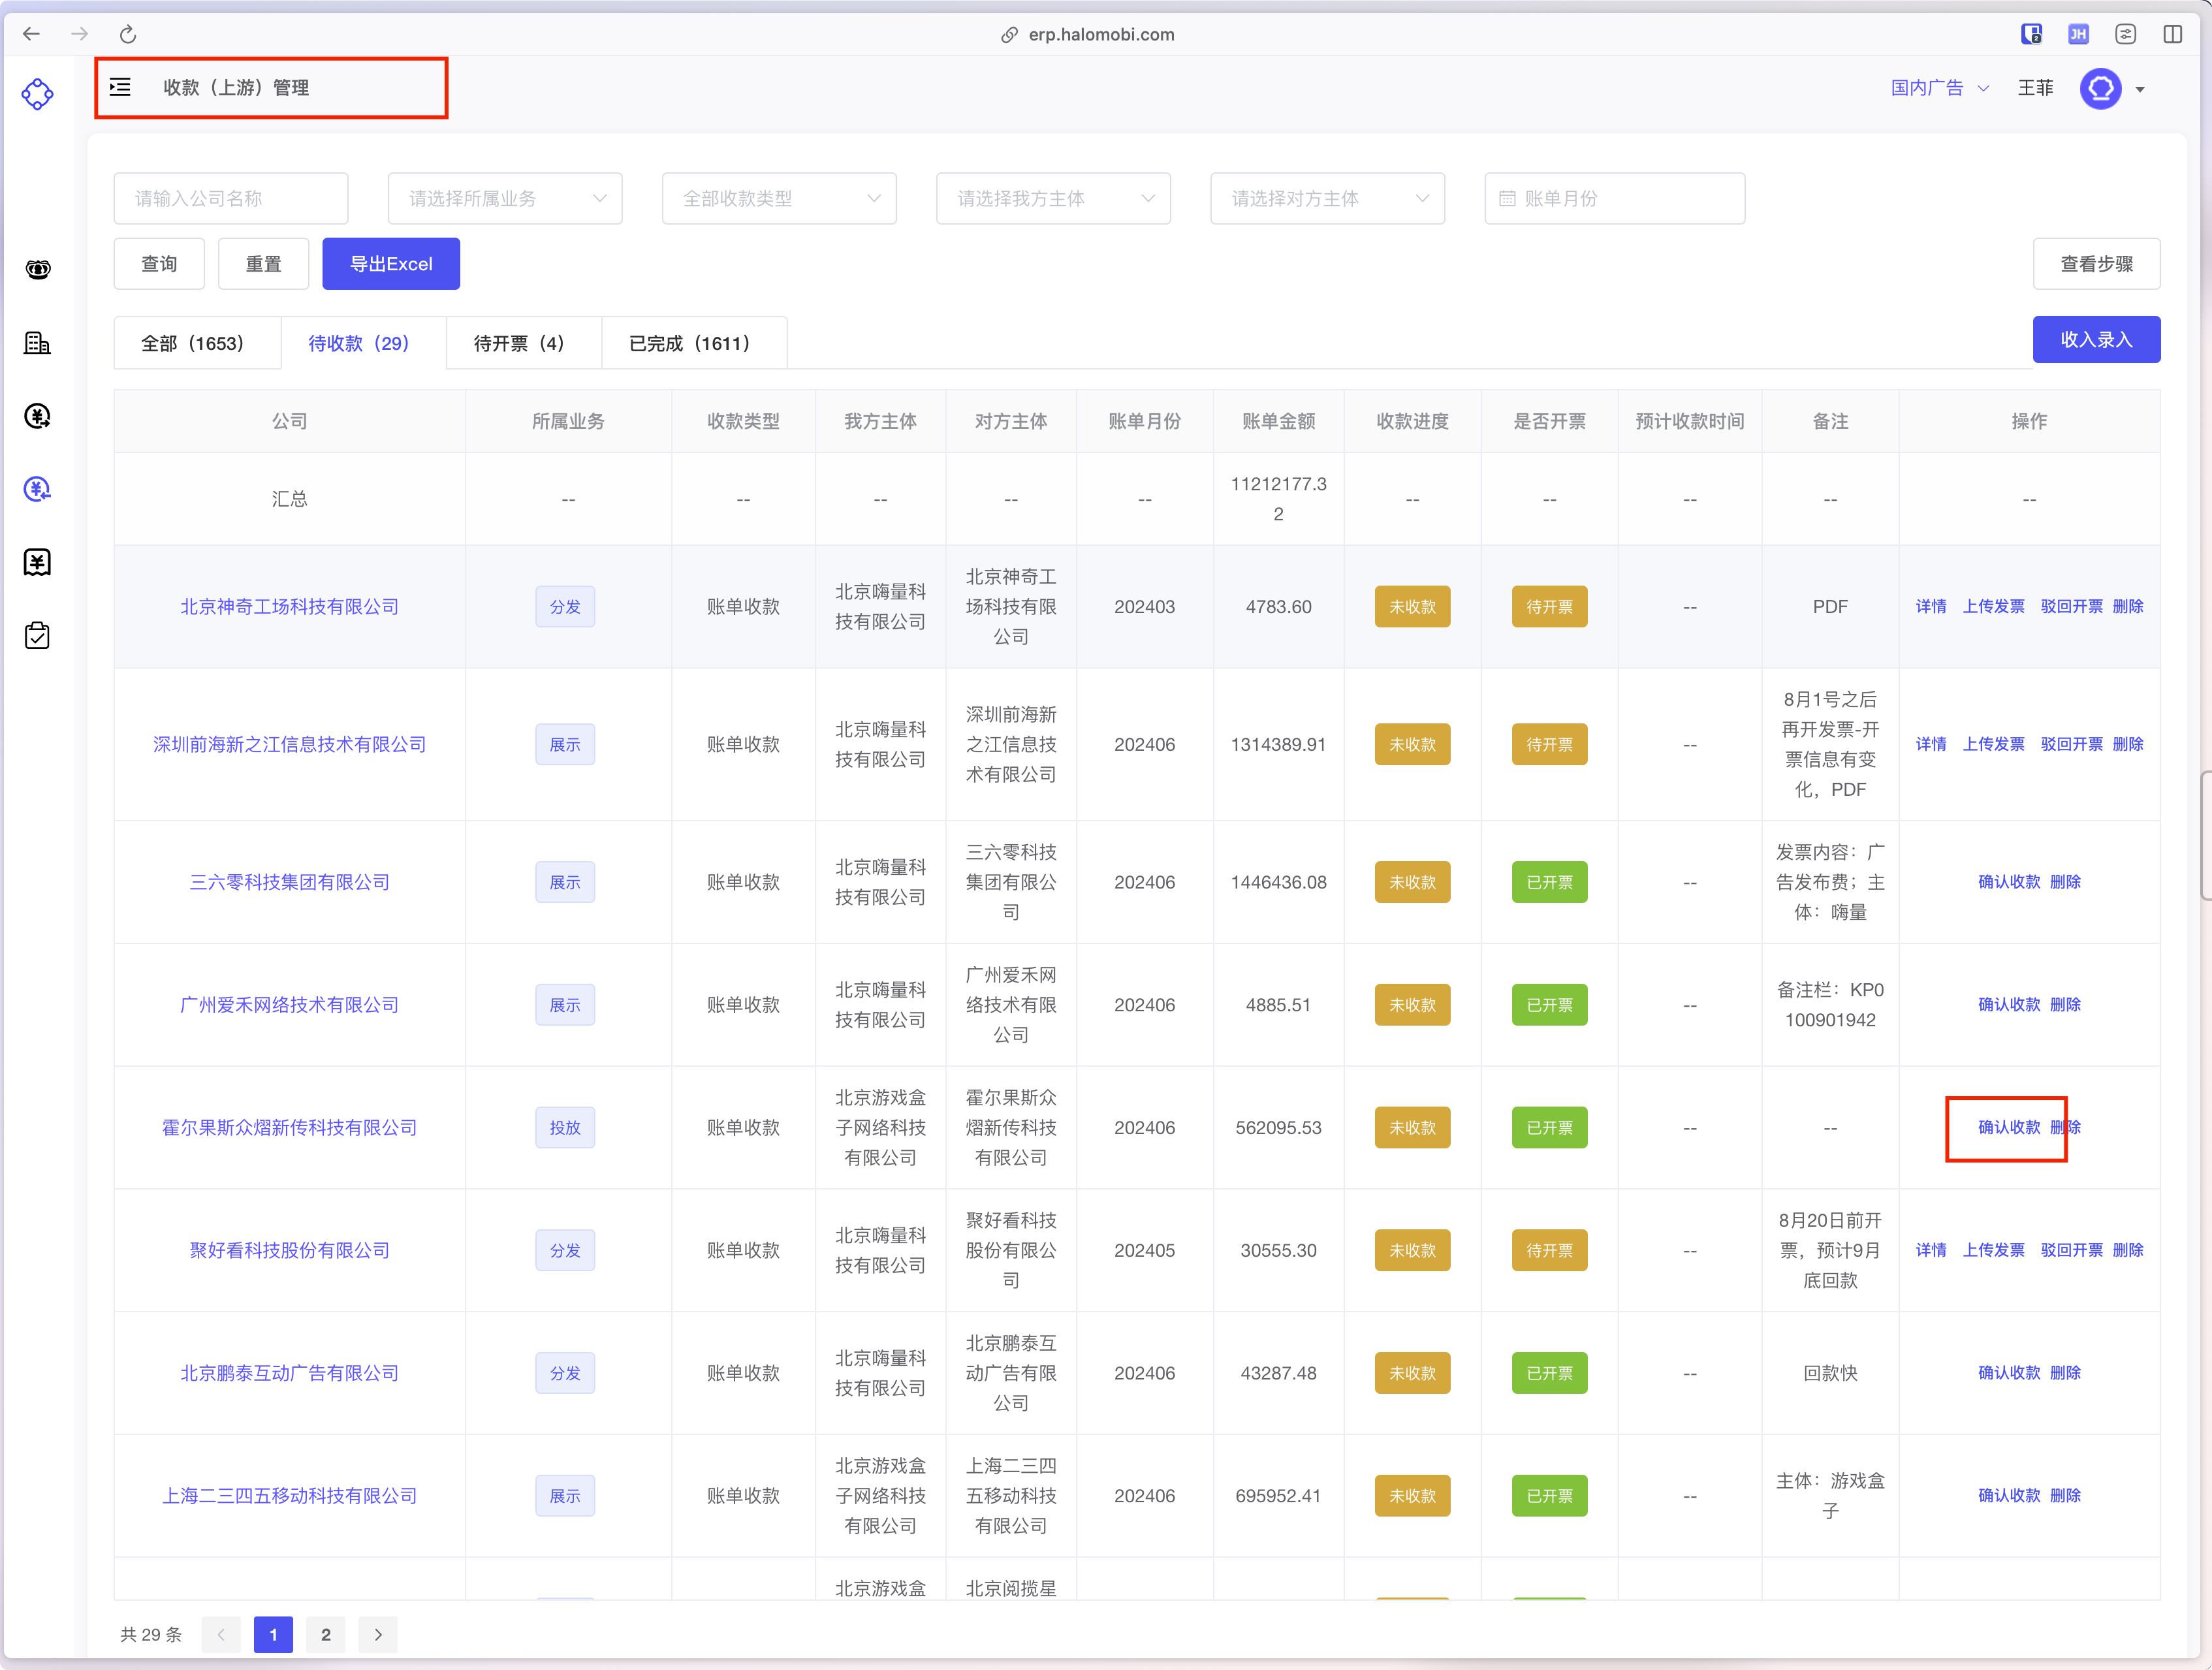 erp.halomobi.com
收款（上游）管理
国内广告
王菲
请输入公司名称
请选择所属业务
全部收款类型
请选择我方主体
请选择对方主体
账单月份
查询
重置
导出Excel
查看步骤
全部（1653）
待收款（29）
待开票（4）
已完成（1611）
收入录入
公司 所属业务 收款类型 我方主体 对方主体 账单月份 账单金额 收款进度 是否开票 预计收款时间 备注 操作
汇总 -- -- -- -- --
11212177.3
2
-- -- -- -- --
北京神奇工场科技有限公司
分发
账单收款
北京嗨量科
技有限公司
北京神奇工
场科技有限
公司
202403
4783.60
未收款
待开票
--
PDF
详情 上传发票 驳回开票 删除
深圳前海新之江信息技术有限公司
展示
账单收款
北京嗨量科
技有限公司
深圳前海新
之江信息技
术有限公司
202406
1314389.91
未收款
待开票
--
8月1号之后
再开发票-开
票信息有变
化，PDF
详情 上传发票 驳回开票 删除
三六零科技集团有限公司
展示
账单收款
北京嗨量科
技有限公司
三六零科技
集团有限公
司
202406
1446436.08
未收款
已开票
--
发票内容：广
告发布费；主
体：嗨量
确认收款 删除
广州爱禾网络技术有限公司
展示
账单收款
北京嗨量科
技有限公司
广州爱禾网
络技术有限
公司
202406
4885.51
未收款
已开票
--
备注栏：KP0
100901942
确认收款 删除
霍尔果斯众熠新传科技有限公司
投放
账单收款
北京游戏盒
子网络科技
有限公司
霍尔果斯众
熠新传科技
有限公司
202406
562095.53
未收款
已开票
--
--
确认收款 删除
聚好看科技股份有限公司
分发
账单收款
北京嗨量科
技有限公司
聚好看科技
股份有限公
司
202405
30555.30
未收款
待开票
--
8月20日前开
票，预计9月
底回款
详情 上传发票 驳回开票 删除
北京鹏泰互动广告有限公司
分发
账单收款
北京嗨量科
技有限公司
北京鹏泰互
动广告有限
公司
202406
43287.48
未收款
已开票
--
回款快
确认收款 删除
上海二三四五移动科技有限公司
展示
账单收款
北京游戏盒
子网络科技
有限公司
上海二三四
五移动科技
有限公司
202406
695952.41
未收款
已开票
--
主体：游戏盒
子
确认收款 删除
北京游戏盒
北京阅揽星
共 29 条
1
2